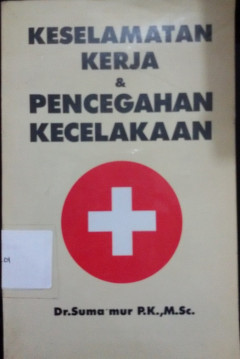 KESELAMATAN
KERJA
&
PENCEGAHAN
KECELAKAAN
Dr.Suma mur P.K.,M.Sc.